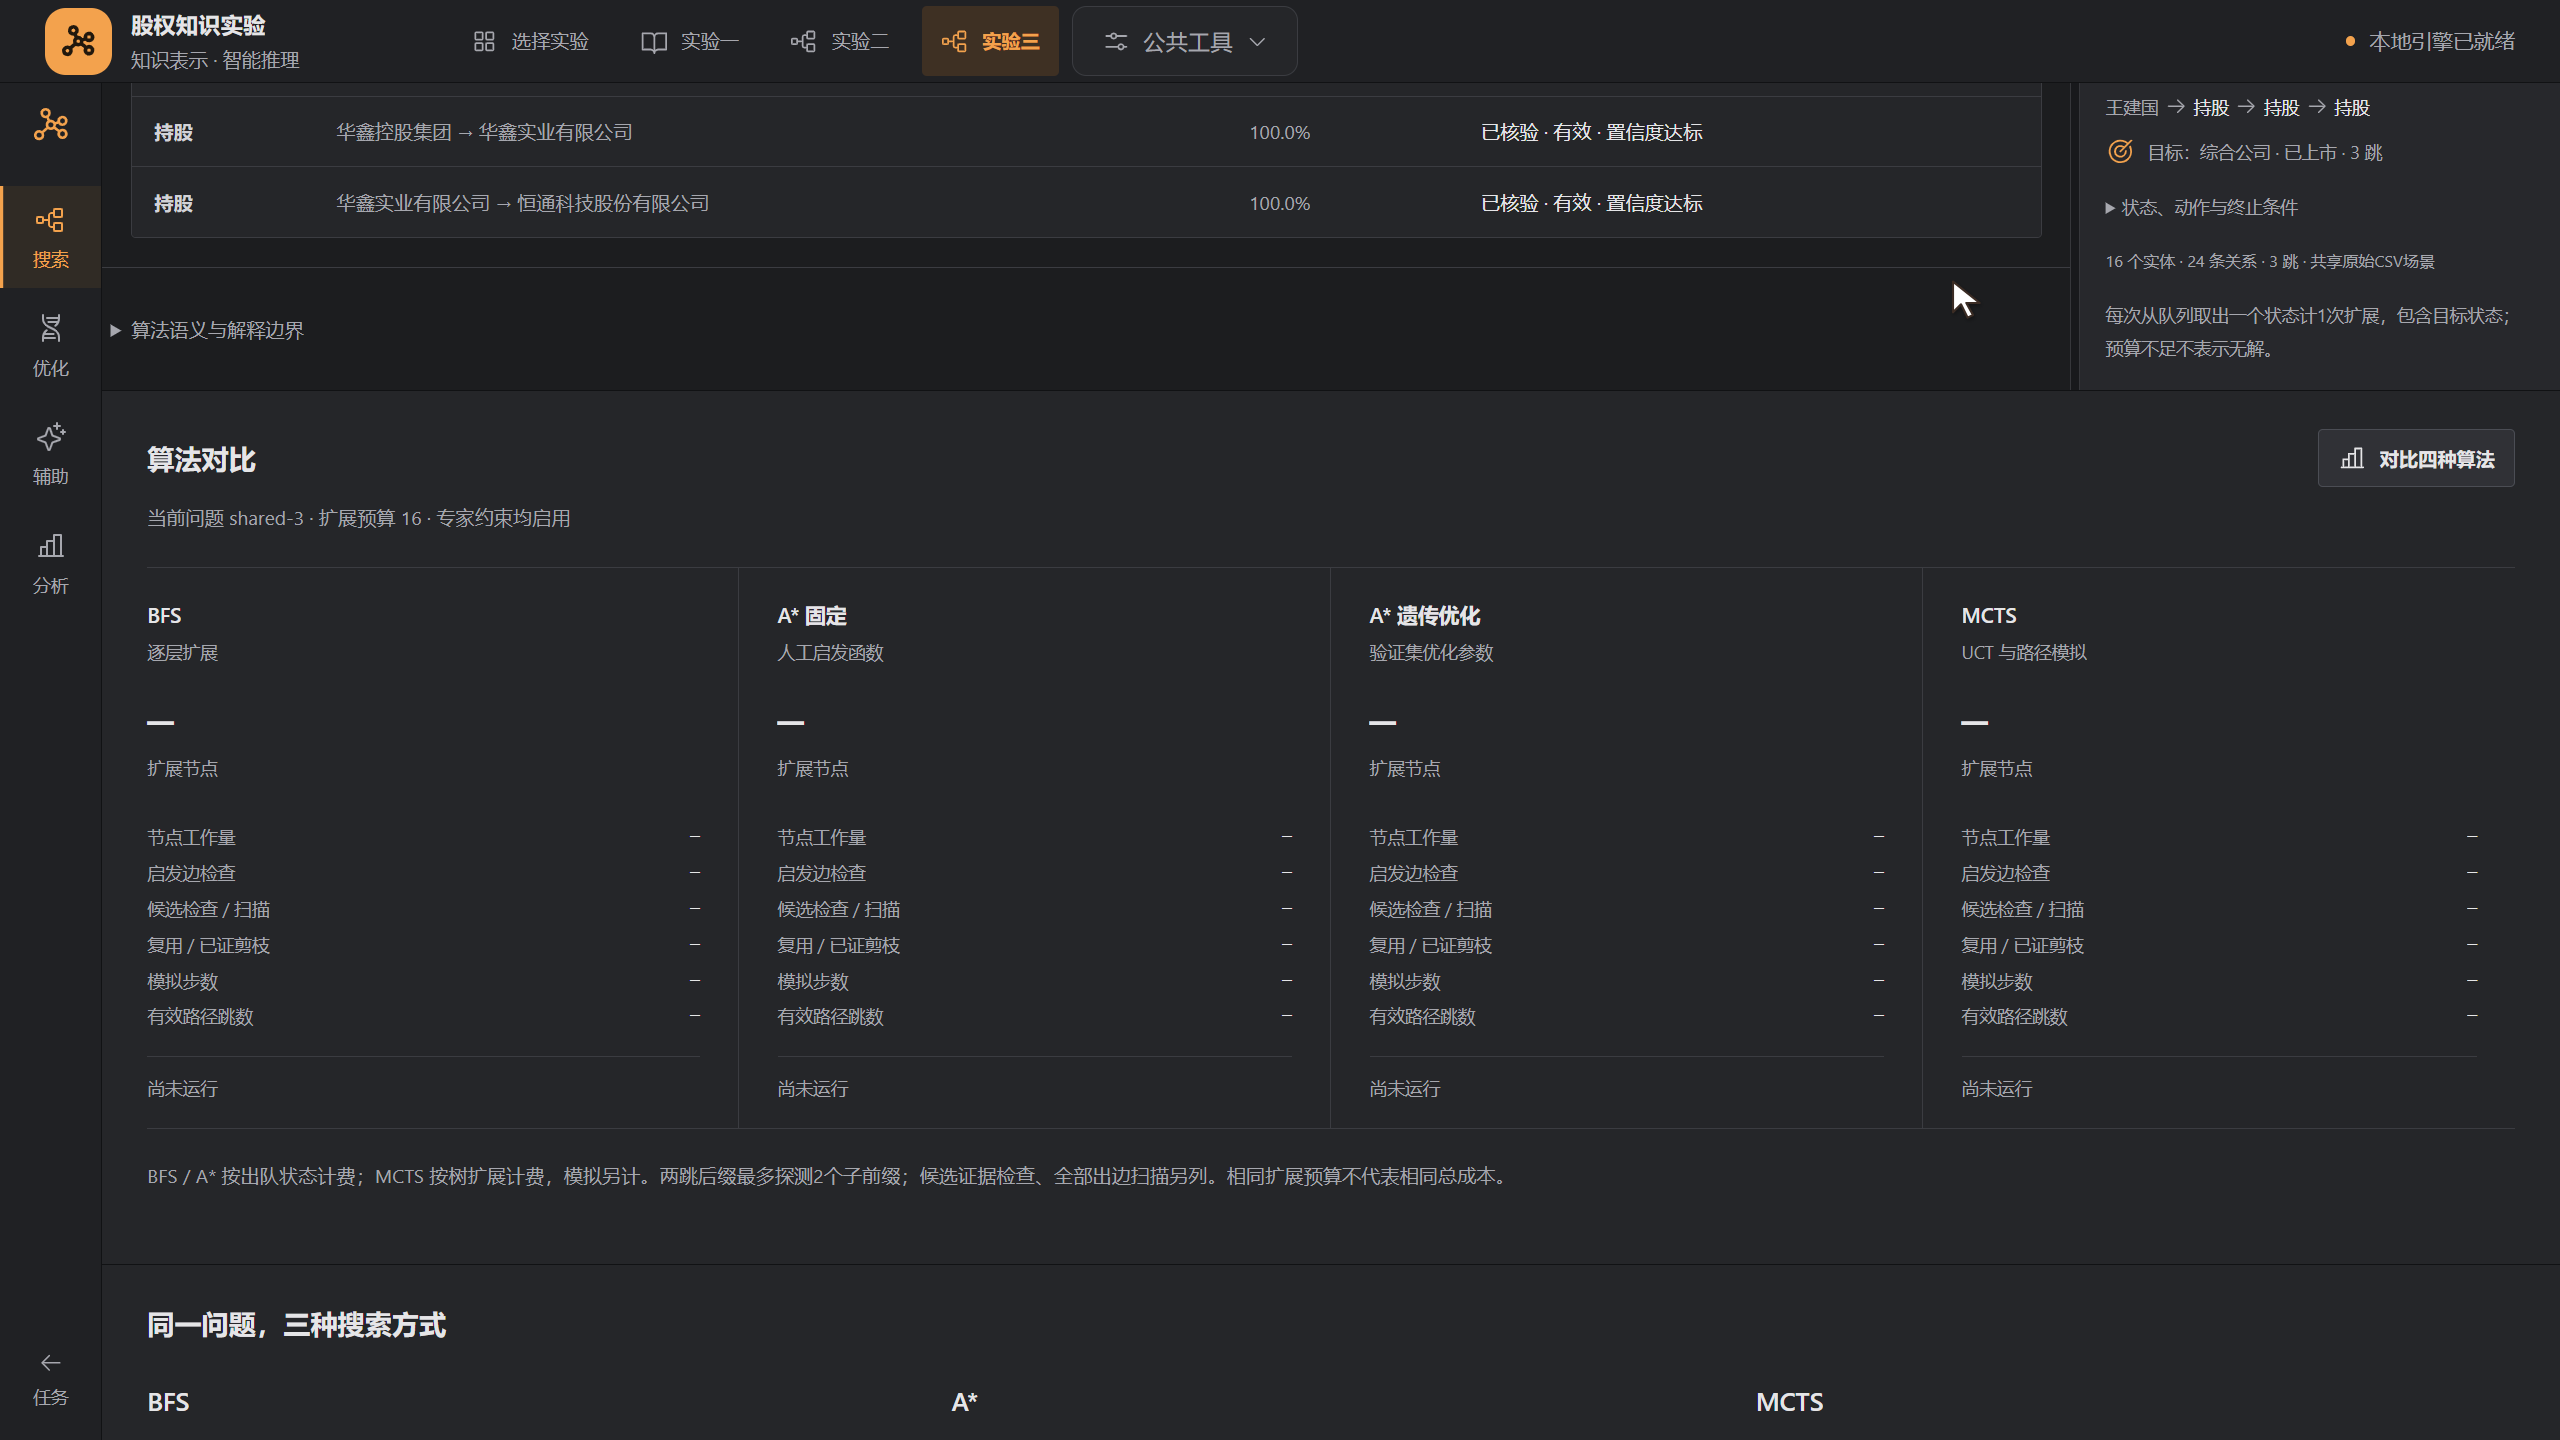 股权知识实验
知识表示 · 智能推理
选择实验
实验一
实验二
实验三
公共工具
本地引擎已就绪
搜索
优化
辅助
分析
任务
持股 华鑫控股集团 → 华鑫实业有限公司 100.0% 已核验 · 有效 · 置信度达标
持股 华鑫实业有限公司 → 恒通科技股份有限公司 100.0% 已核验 · 有效 · 置信度达标
算法语义与解释边界
王建国 → 持股 → 持股 → 持股
目标：综合公司 · 已上市 · 3 跳
状态、动作与终止条件
16 个实体 · 24 条关系 · 3 跳 · 共享原始CSV场景
每次从队列取出一个状态计1次扩展，包含目标状态；
预算不足不表示无解。
算法对比
对比四种算法
当前问题 shared-3 · 扩展预算 16 · 专家约束均启用
BFS
逐层扩展
—
扩展节点
节点工作量 –
启发边检查 –
候选检查 / 扫描 –
复用 / 已证剪枝 –
模拟步数 –
有效路径跳数 –
尚未运行
A* 固定
人工启发函数
—
扩展节点
节点工作量 –
启发边检查 –
候选检查 / 扫描 –
复用 / 已证剪枝 –
模拟步数 –
有效路径跳数 –
尚未运行
A* 遗传优化
验证集优化参数
—
扩展节点
节点工作量 –
启发边检查 –
候选检查 / 扫描 –
复用 / 已证剪枝 –
模拟步数 –
有效路径跳数 –
尚未运行
MCTS
UCT 与路径模拟
—
扩展节点
节点工作量 –
启发边检查 –
候选检查 / 扫描 –
复用 / 已证剪枝 –
模拟步数 –
有效路径跳数 –
尚未运行
BFS / A* 按出队状态计费；MCTS 按树扩展计费，模拟另计。两跳后缀最多探测2个子前缀；候选证据检查、全部出边扫描另列。相同扩展预算不代表相同总成本。
同一问题，三种搜索方式
BFS
A*
MCTS